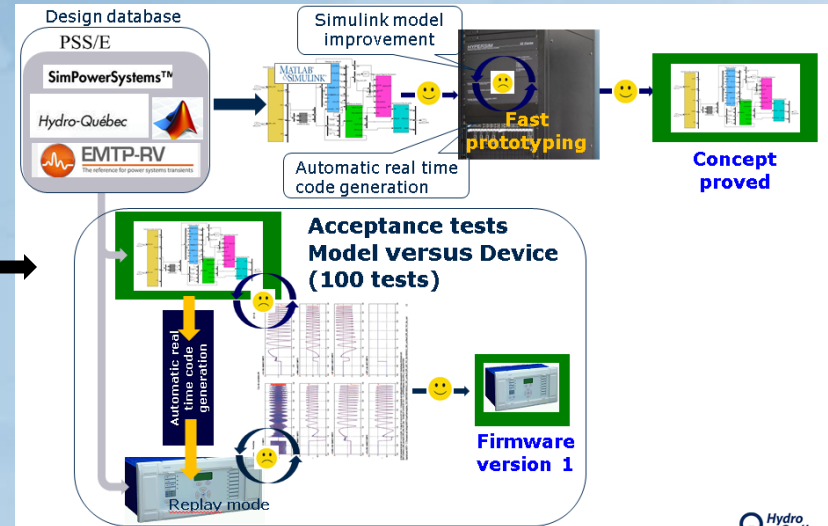 Design database
PSS/E
SimPowerSystems™
Hydro-Québec
EMTP-RV
The reference for power systems transients
MATLAB
&SIMULINK
Simulink model
improvement
HYPERSIM
Fast
prototyping
Automatic real time
code generation
Concept
proved
Acceptance tests
Model versus Device
(100 tests)
Automatic real
time code
generation
Replay mode
Firmware
version 1
Hydro